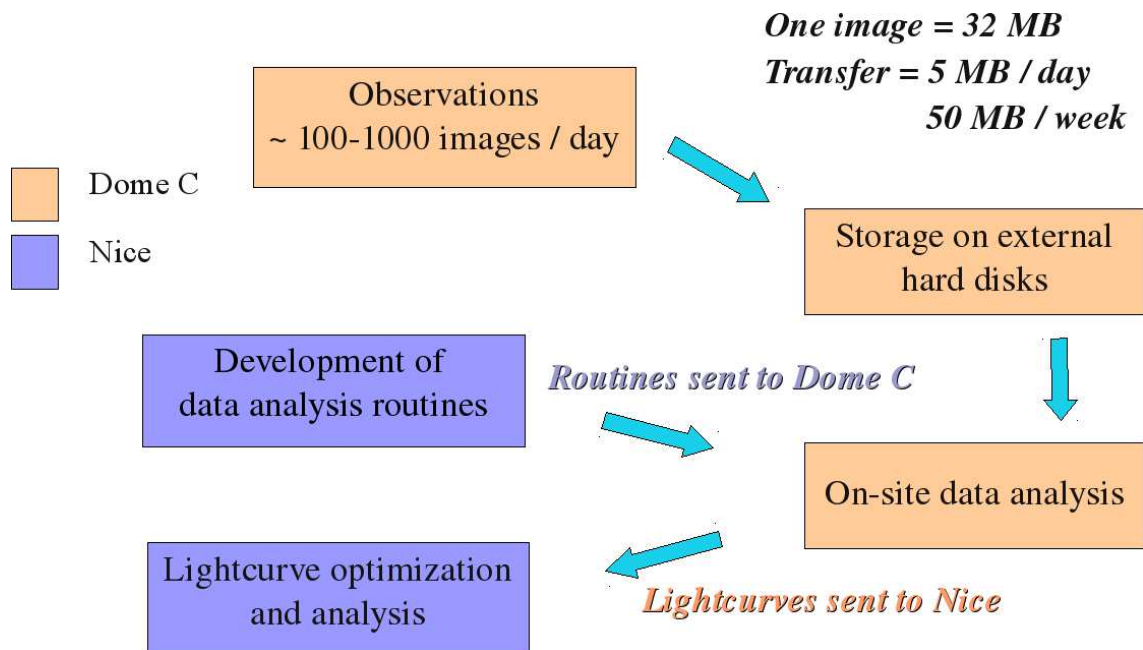 One image = 32 MB
Transfer = 5 MB / day
50 MB / week
Observations
~ 100-1000 images / day
Dome C
Nice
Storage on external
hard disks
Development of
data analysis routines
Routines sent to Dome C
On-site data analysis
Lightcurve optimization
and analysis
Lightcurves sent to Nice